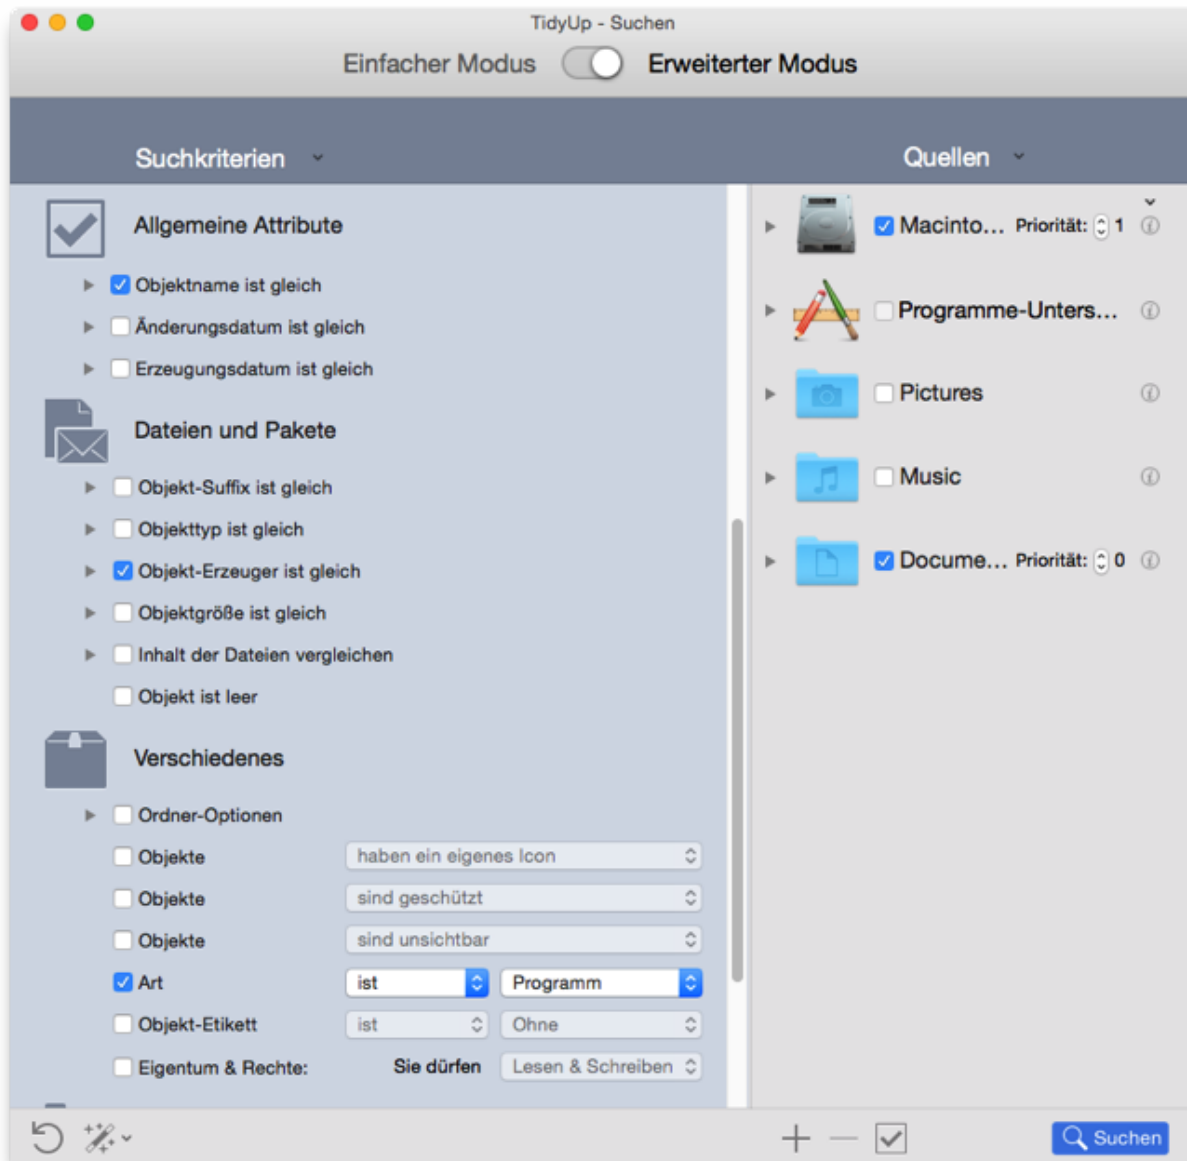 TidyUp - Suchen
Einfacher Modus Erweiterter Modus
Suchkriterien
Allgemeine Attribute
Objektname ist gleich
Änderungsdatum ist gleich
Erzeugungsdatum ist gleich
Dateien und Pakete
Objekt-Suffix ist gleich
Objekttyp ist gleich
Objekt-Erzeuger ist gleich
Objektgröße ist gleich
Inhalt der Dateien vergleichen
Objekt ist leer
Verschiedenes
Ordner-Optionen
Objekte haben ein eigenes Icon
Objekte sind geschützt
Objekte sind unsichtbar
Art ist Programm
Objekt-Etikett ist Ohne
Eigentum & Rechte: Sie dürfen Lesen & Schreiben
Quellen
Macinto... Priorität: 1
Programme-Unters...
Pictures
Music
Docume... Priorität: 0
Suchen